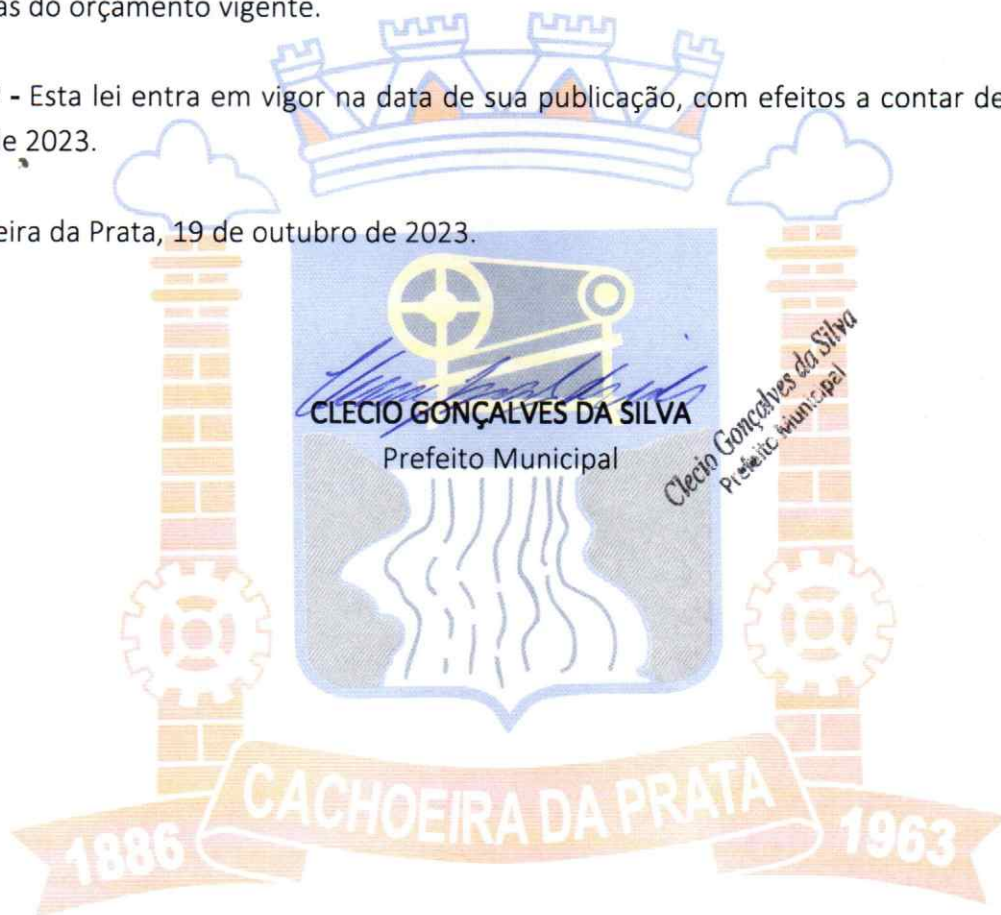 as do orçamento vigente.
- Esta lei entra em vigor na data de sua publicação, com efeitos a contar de
e 2023.
eira da Prata, 19 de outubro de 2023.
CLECIO GONÇALVES DA SILVA
Prefeito Municipal
Clecio Gonçalves da Silva
Prefeito Municipal
CACHOEIRA DA PRATA
1886
1963